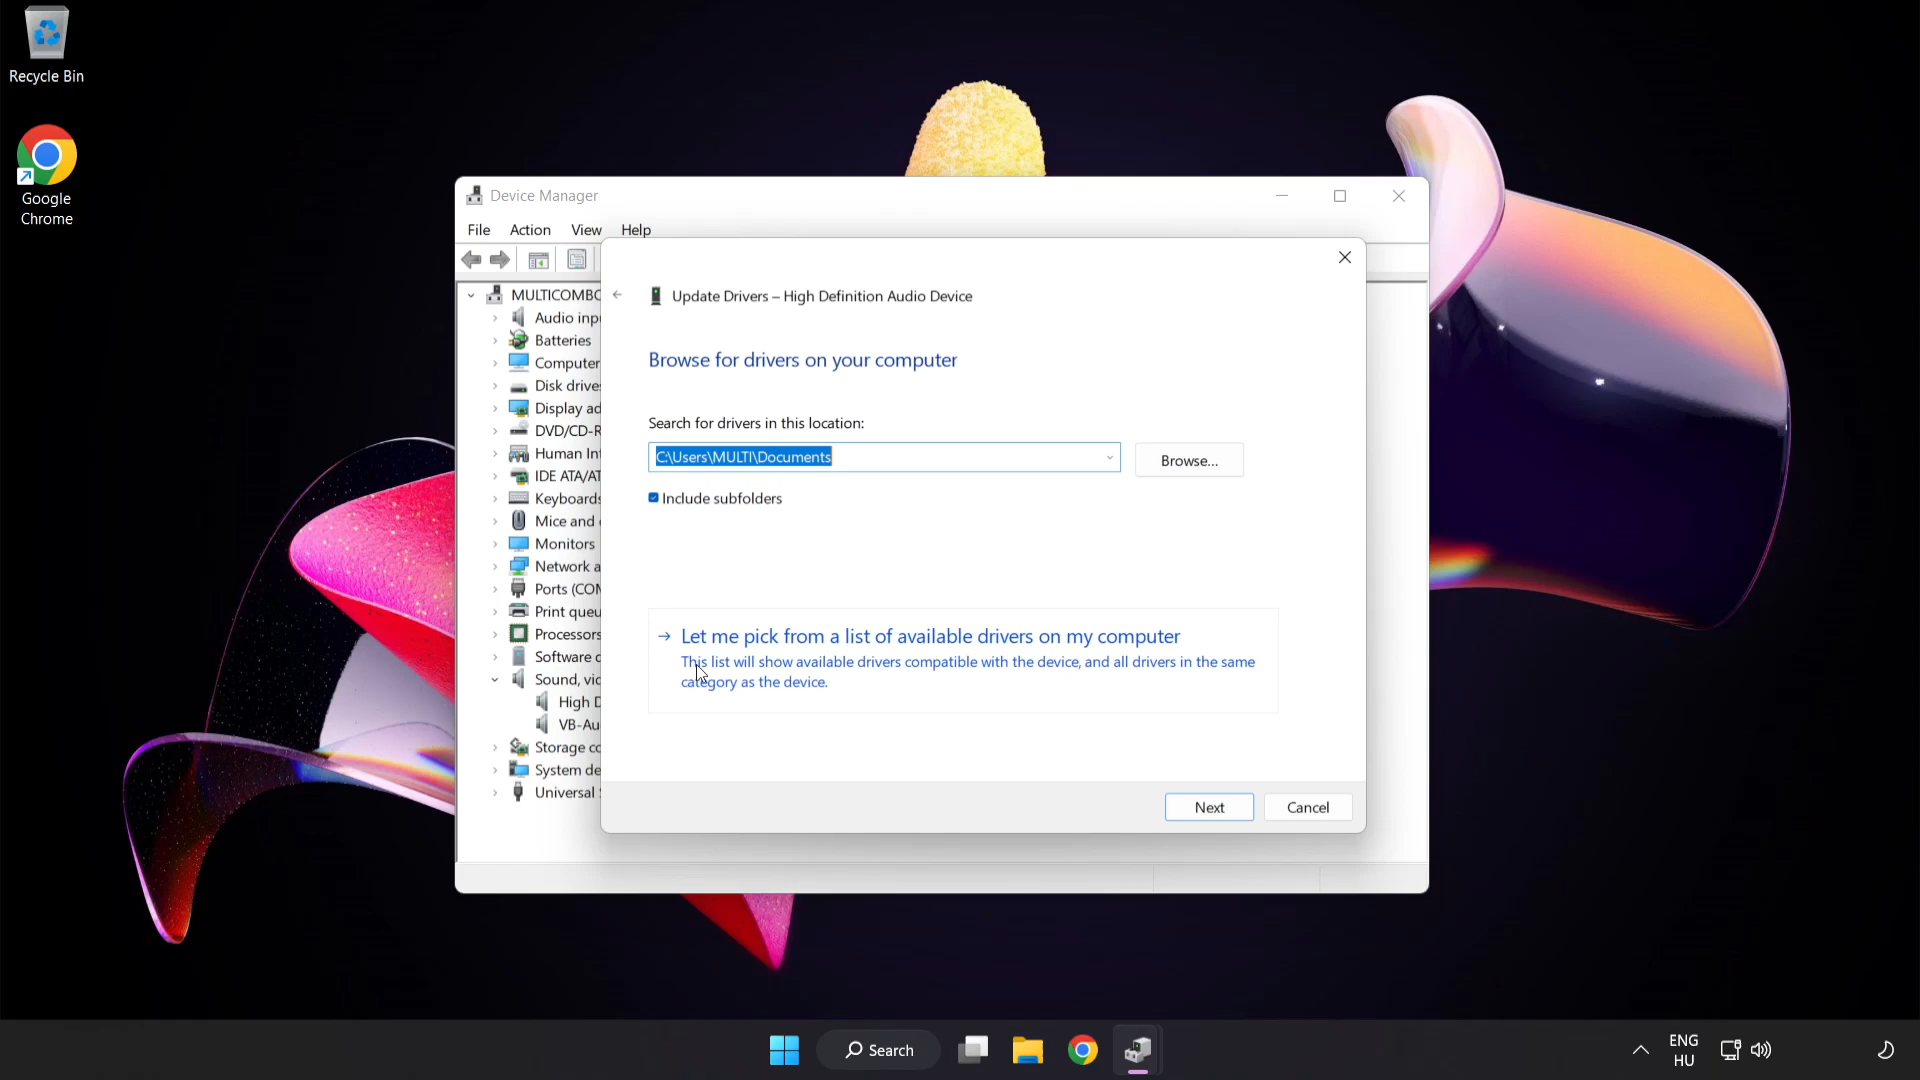 Recycle Bin
Google
Chrome
Device Manager
File Action View Help
MULTICOMBO
Audio inpu
Batteries
Computer
Disk drives
Display ad
DVD/CD-R
Human Int
IDE ATA/AT
Keyboards
Mice and
Monitors
Network a
Ports (COM
Print queu
Processors
Software d
Sound, vid
High D
VB-Au
Storage co
System de
Universal
Update Drivers – High Definition Audio Device
Browse for drivers on your computer
Search for drivers in this location:
C:\Users\MULTI\Documents
Browse...
Include subfolders
Let me pick from a list of available drivers on my computer
This list will show available drivers compatible with the device, and all drivers in the same
category as the device.
Next Cancel
Search
ENG
HU